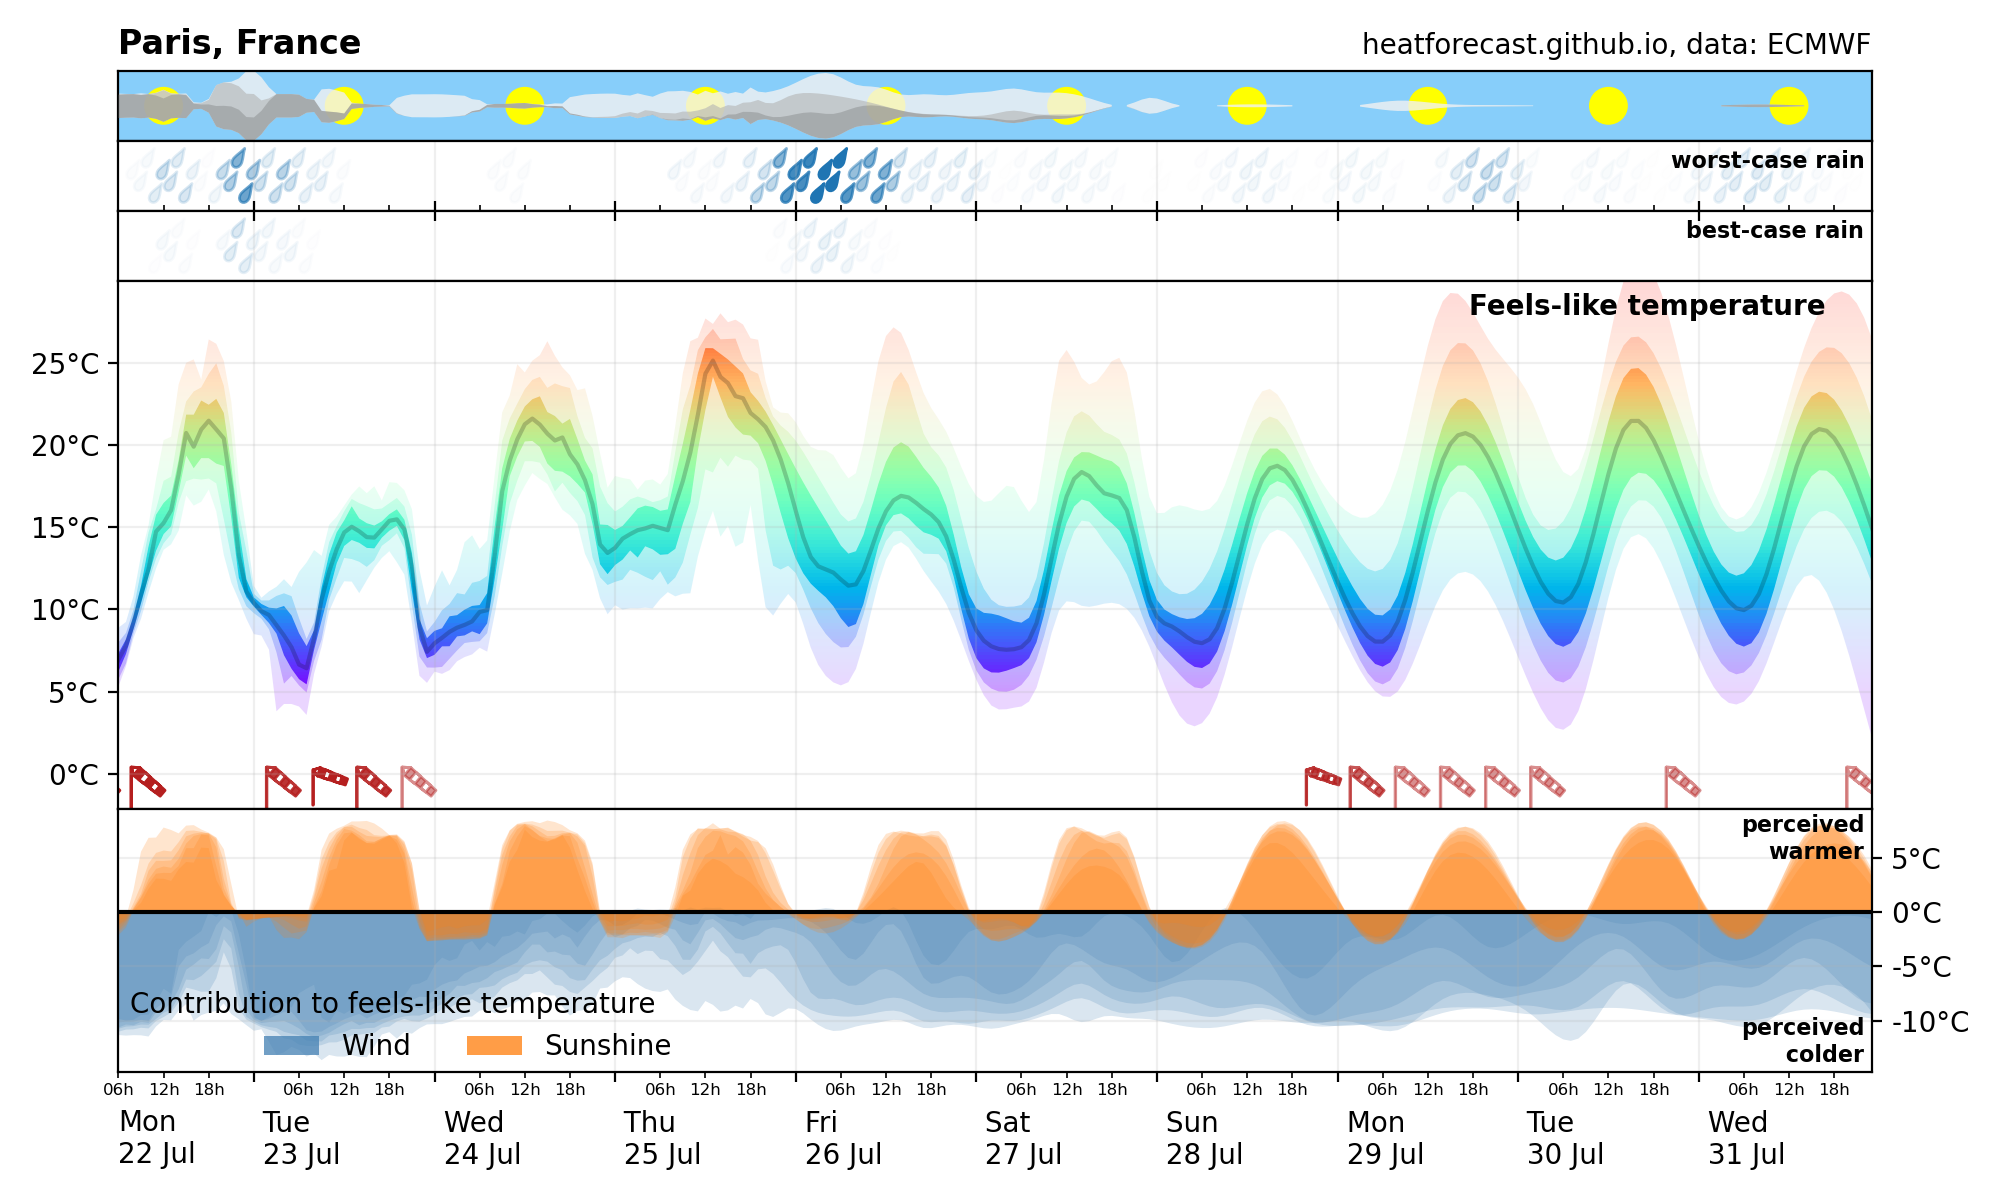 Paris, France
heatforecast.github.io, data: ECMWF
worst-case rain
best-case rain
Feels-like temperature
25°C
20°C
15°C
10°C
5°C
0°C
perceived
warmer
5°C
0°C
-5°C
-10°C
Contribution to feels-like temperature
Wind Sunshine
perceived
colder
06h 12h 18h 06h 12h 18h 06h 12h 18h 06h 12h 18h 06h 12h 18h 06h 12h 18h 06h 12h 18h 06h 12h 18h 06h 12h 18h 06h 12h 18h
Mon Tue Wed Thu Fri Sat Sun Mon Tue Wed
22 Jul 23 Jul 24 Jul 25 Jul 26 Jul 27 Jul 28 Jul 29 Jul 30 Jul 31 Jul